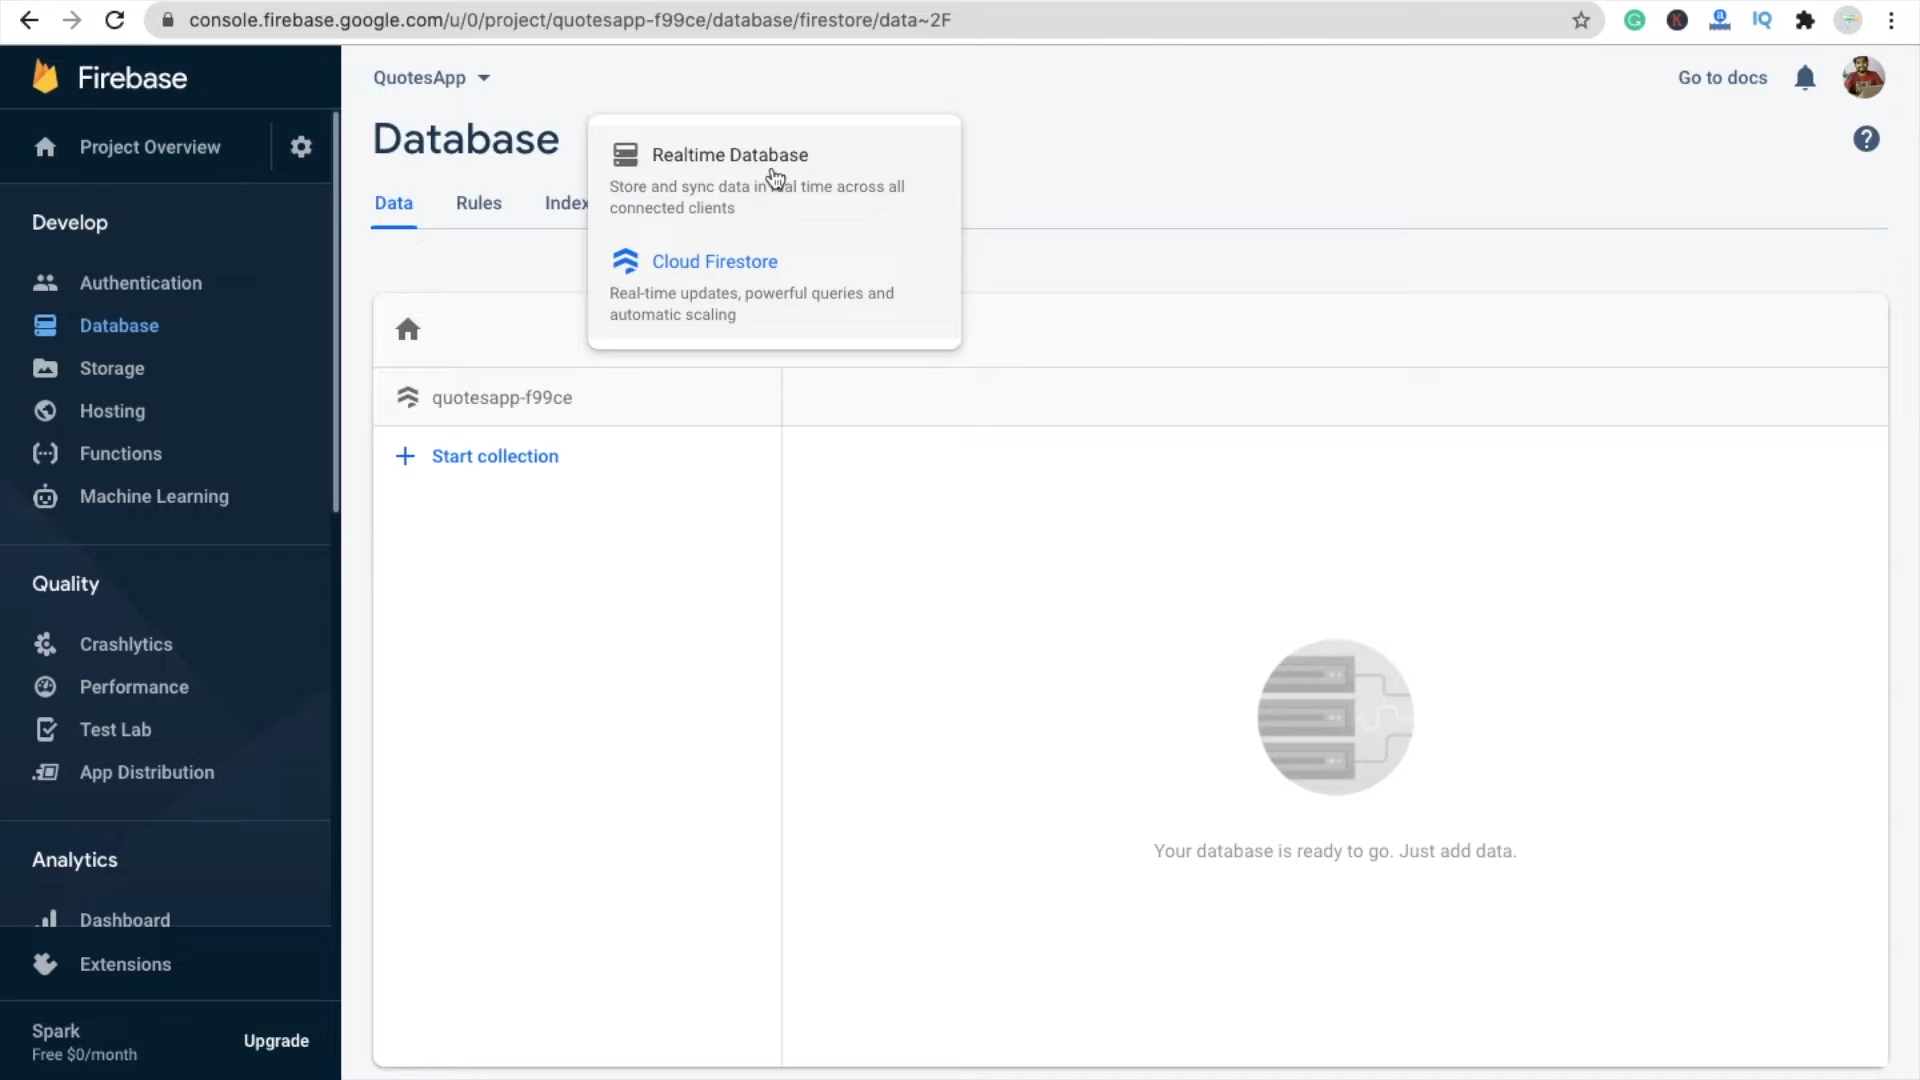 console.firebase.google.com/u/0/project/quotesapp-f99ce/database/firestore/data~2F
Firebase
Project Overview
Develop
Authentication
Database
Storage
Hosting
Functions
Machine Learning
Quality
Crashlytics
Performance
Test Lab
App Distribution
Analytics
Dashboard
Extensions
Spark
Free $0/month
Upgrade
QuotesApp
Go to docs
Database
Data Rules Index
Realtime Database
Store and sync data in real time across all
connected clients
Cloud Firestore
Real-time updates, powerful queries and
automatic scaling
quotesapp-f99ce
Start collection
Your database is ready to go. Just add data.